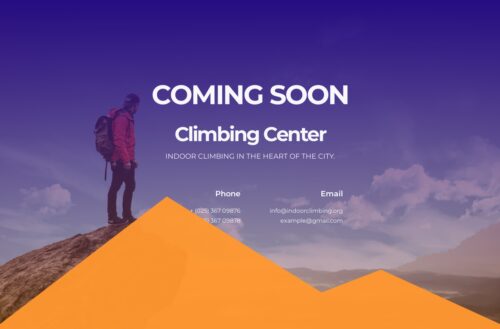 COMING SOON
Climbing Center
INDOOR CLIMBING IN THE HEART OF THE CITY.
Phone
Email
(025) 367 09876
info@indoorclimbing.org
367 09878
example@gmail.com